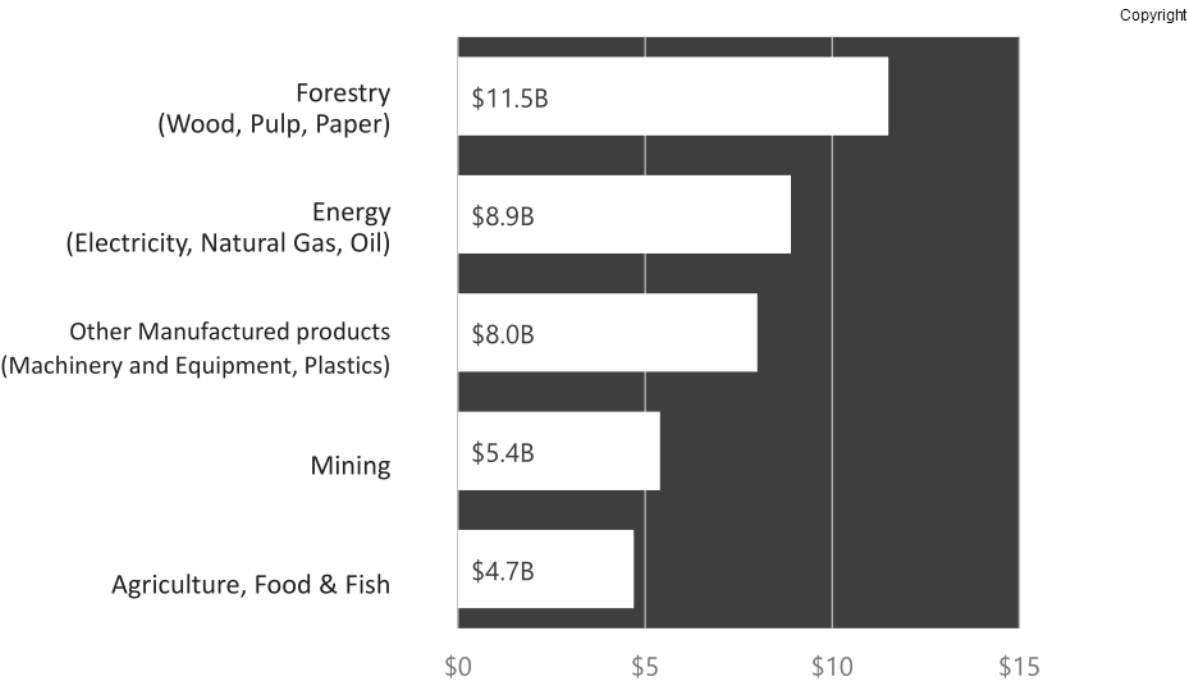 Copyright
Forestry
(Wood, Pulp, Paper)
$11.5B
Energy
(Electricity, Natural Gas, Oil)
$8.9B
Other Manufactured products
(Machinery and Equipment, Plastics)
$8.0B
Mining
$5.4B
Agriculture, Food & Fish
$4.7B
$0 $5 $10 $15